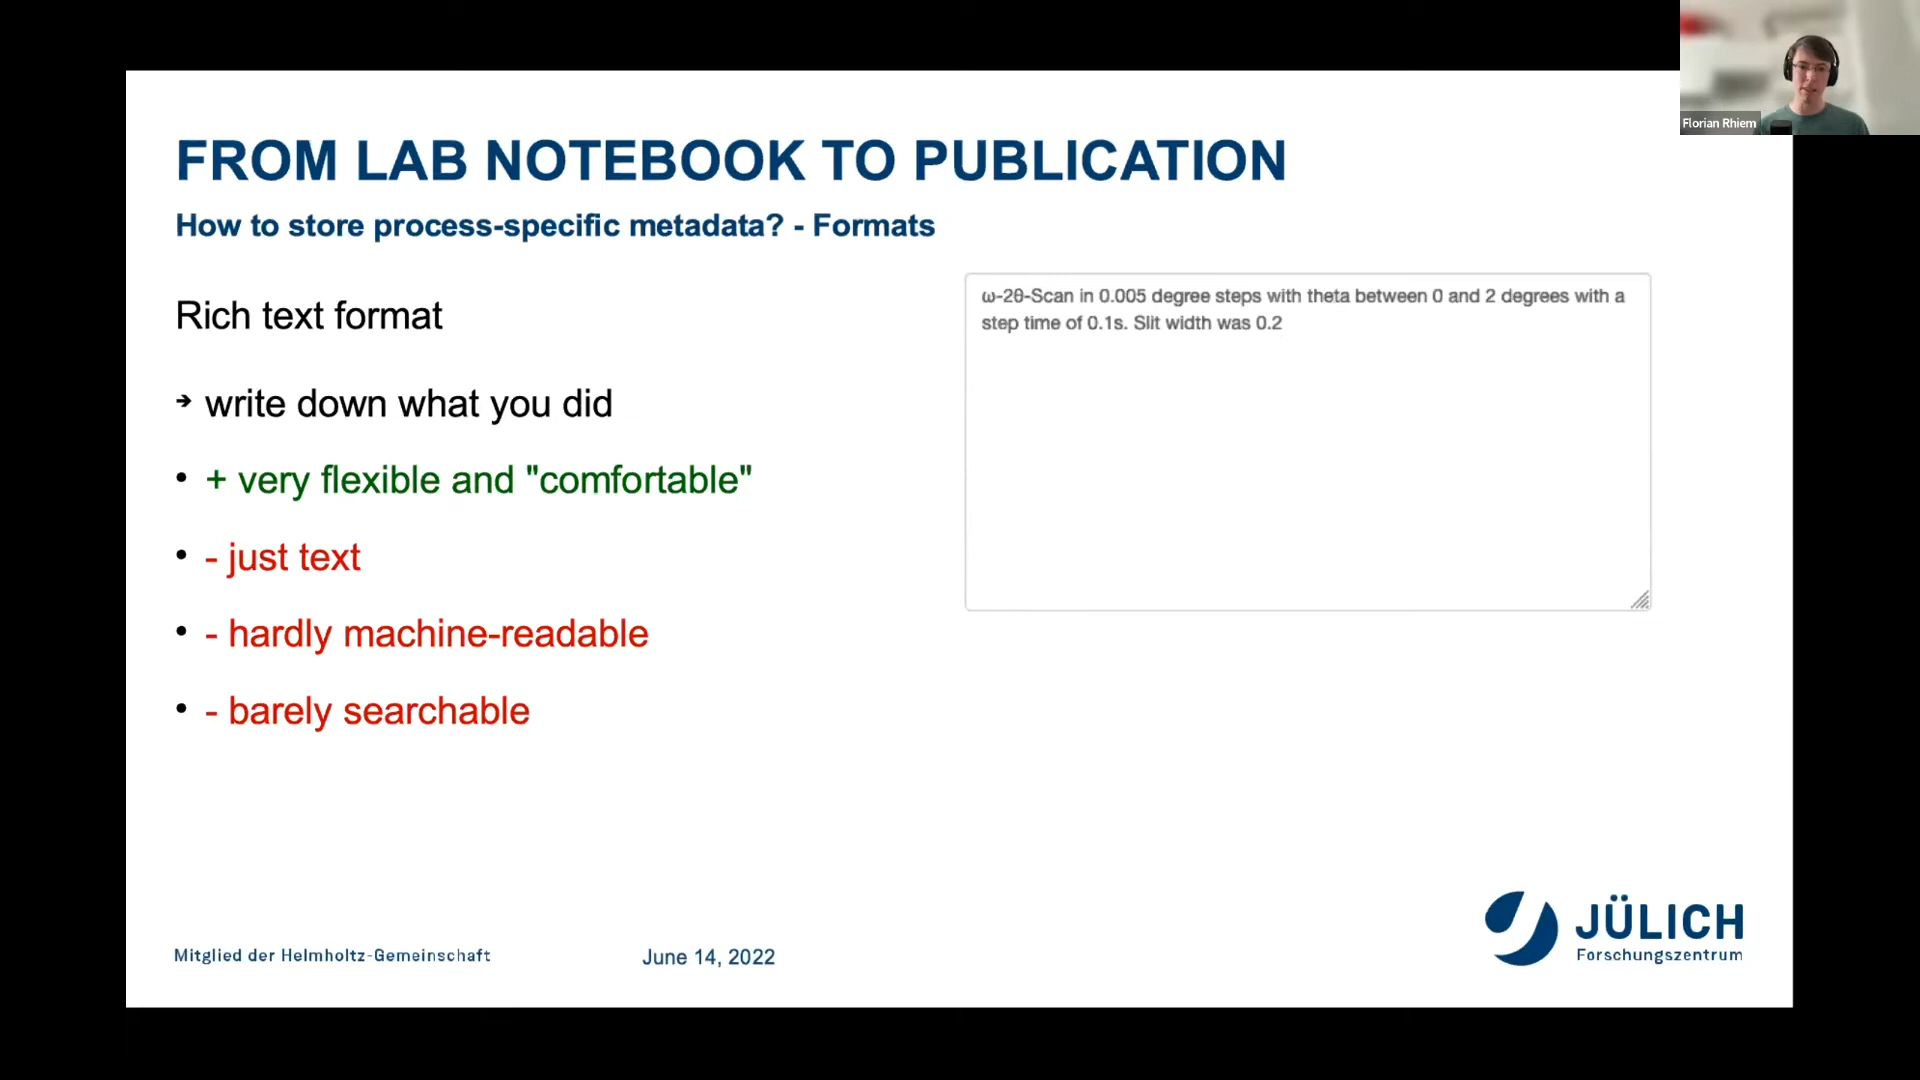 FROM LAB NOTEBOOK TO PUBLICATION
How to store process-specific metadata? - Formats
Rich text format
➔ write down what you did
• + very flexible and "comfortable"
• - just text
• - hardly machine-readable
• - barely searchable
ω-2θ-Scan in 0.005 degree steps with theta between 0 and 2 degrees with a
step time of 0.1s. Slit width was 0.2
Florian Rhiem
Mitglied der Helmholtz-Gemeinschaft
June 14, 2022
JÜLICH
Forschungszentrum